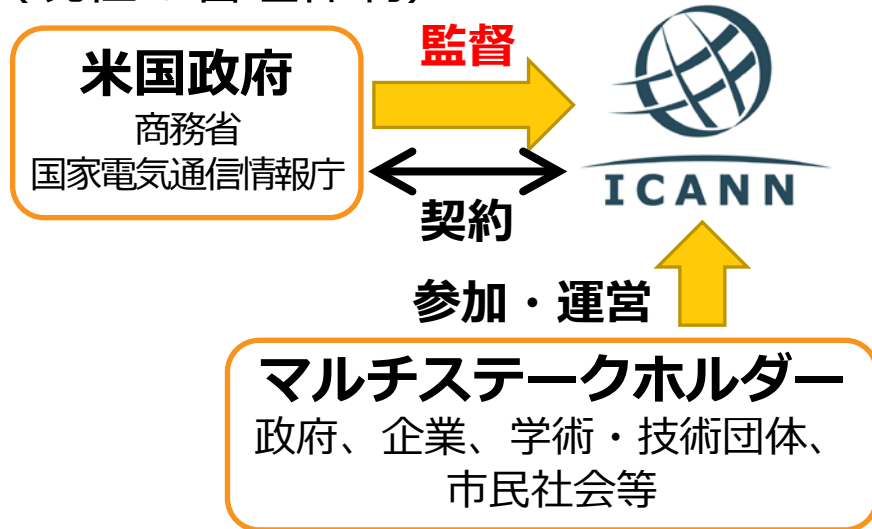 米国政府
商務省
国家電気通信情報庁
監督
契約
ICANN
参加・運営
マルチステークホルダー
政府、企業、学術・技術団体、
市民社会等